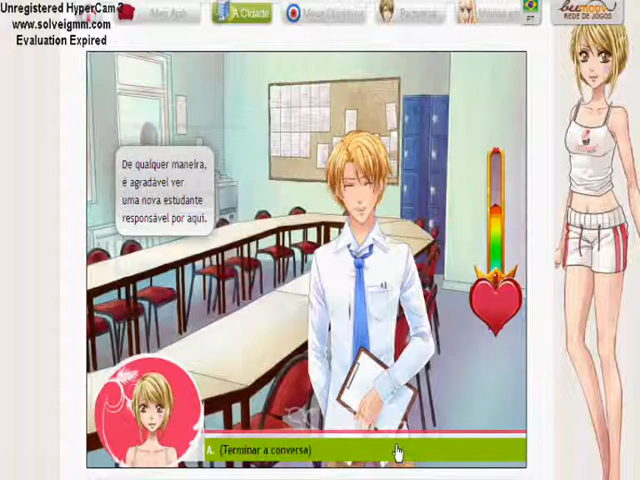 Unregistered HyperCam 2
www.solveigmm.com
Evaluation Expired
A Cidade
PT
REDE DE JOGOS
De qualquer maneira,
é agradável ver
uma nova estudante
responsável por aqui.
A. (Terminar a conversa)